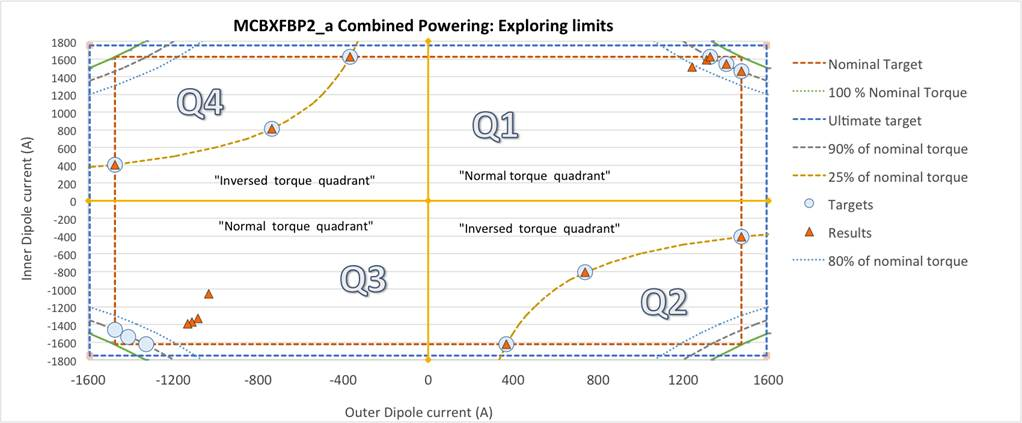 MCBXFBP2_a Combined Powering: Exploring limits
Inner Dipole current (A)
1800
1600
1400
1200
1000
800
600
400
200
0
-200
-400
-600
-800
-1000
-1200
-1400
-1600
-1800
Q4
Q1
"Inversed torque quadrant"
"Normal torque quadrant"
"Normal torque quadrant"
"Inversed torque quadrant"
Q3
Q2
-1600
-1200
-800
-400
0
400
800
1200
1600
Outer Dipole current (A)
Nominal Target
100 % Nominal Torque
Ultimate target
90% of nominal torque
25% of nominal torque
Targets
Results
80% of nominal torque